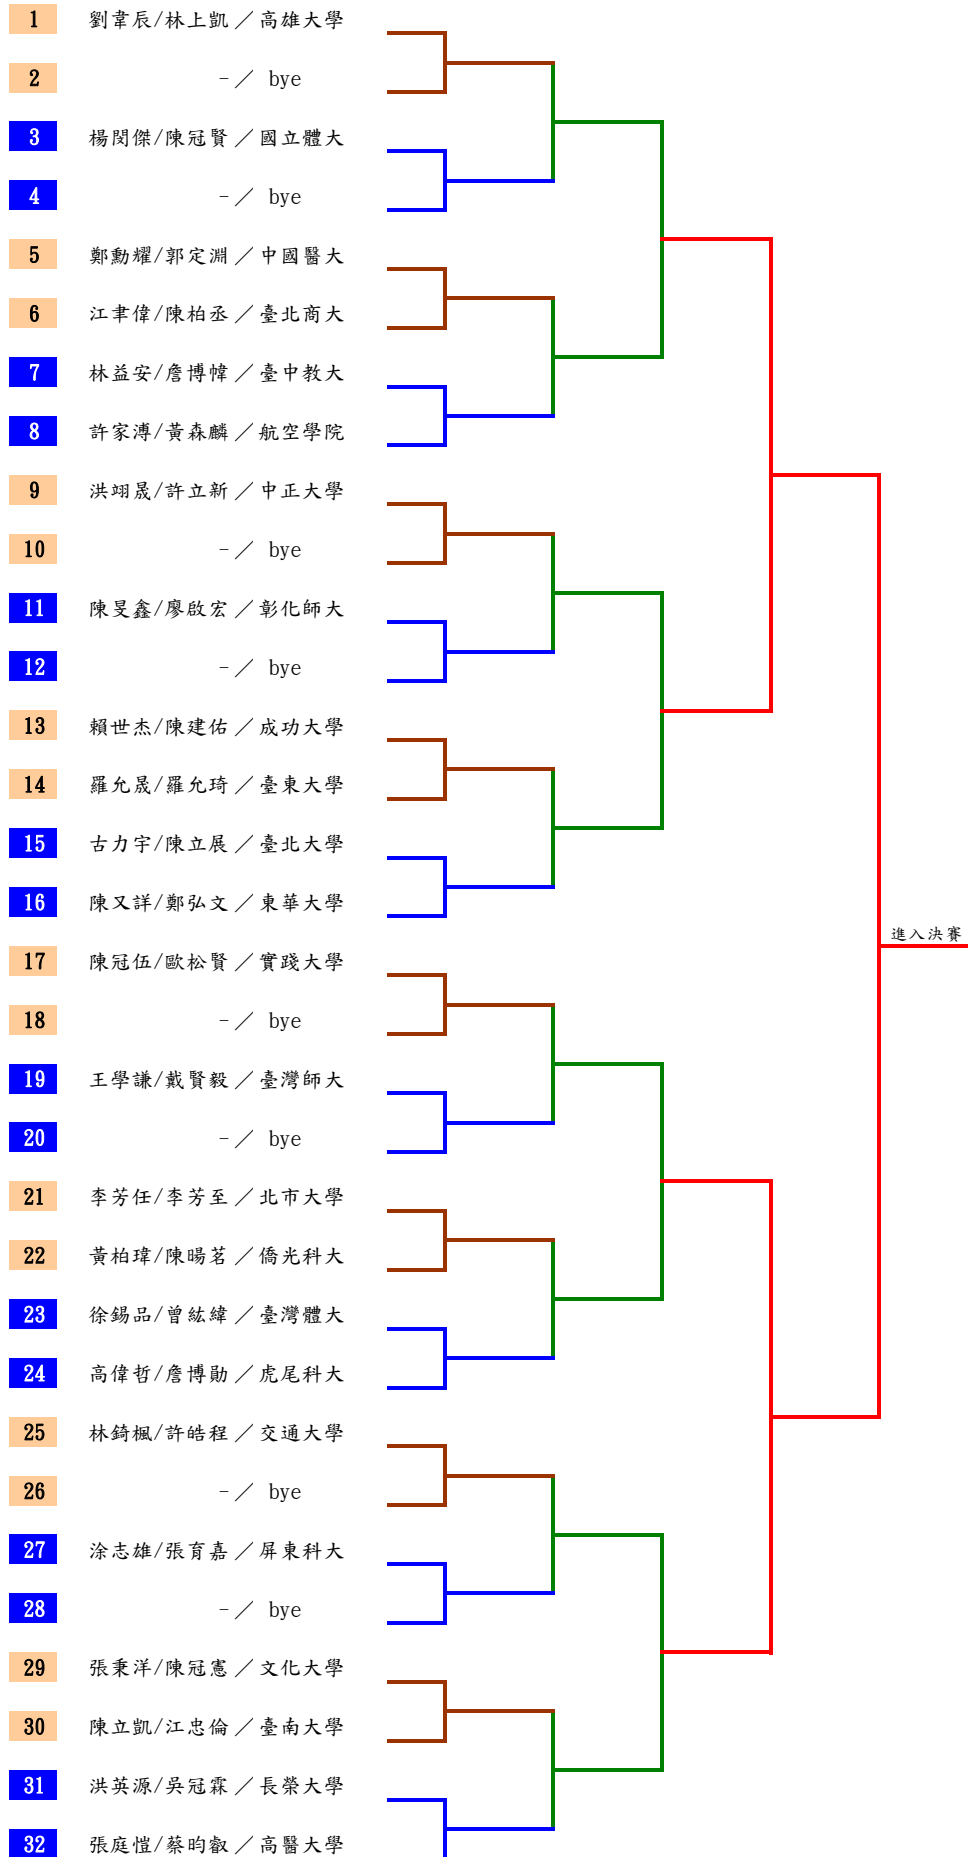 1 劉韋辰/林上凱／高雄大學
2 -／ bye
3 楊閔傑/陳冠賢／國立體大
4 -／ bye
5 鄭勳耀/郭定淵／中國醫大
6 江聿偉/陳柏丞／臺北商大
7 林益安/詹博幃／臺中教大
8 許家溥/黃森麟／航空學院
9 洪翊晟/許立新／中正大學
10 -／ bye
11 陳旻鑫/廖啟宏／彰化師大
12 -／ bye
13 賴世杰/陳建佑／成功大學
14 羅允晟/羅允琦／臺東大學
15 古力宇/陳立展／臺北大學
16 陳又詳/鄭弘文／東華大學
進入決賽
17 陳冠伍/歐松賢／實踐大學
18 -／ bye
19 王學謙/戴賢毅／臺灣師大
20 -／ bye
21 李芳任/李芳至／北市大學
22 黃柏瑋/陳暘茗／僑光科大
23 徐錫品/曾紘緯／臺灣體大
24 高偉哲/詹博勛／虎尾科大
25 林錡楓/許皓程／交通大學
26 -／ bye
27 涂志雄/張育嘉／屏東科大
28 -／ bye
29 張秉洋/陳冠憲／文化大學
30 陳立凱/江忠倫／臺南大學
31 洪英源/吳冠霖／長榮大學
32 張庭愷/蔡昀叡／高醫大學